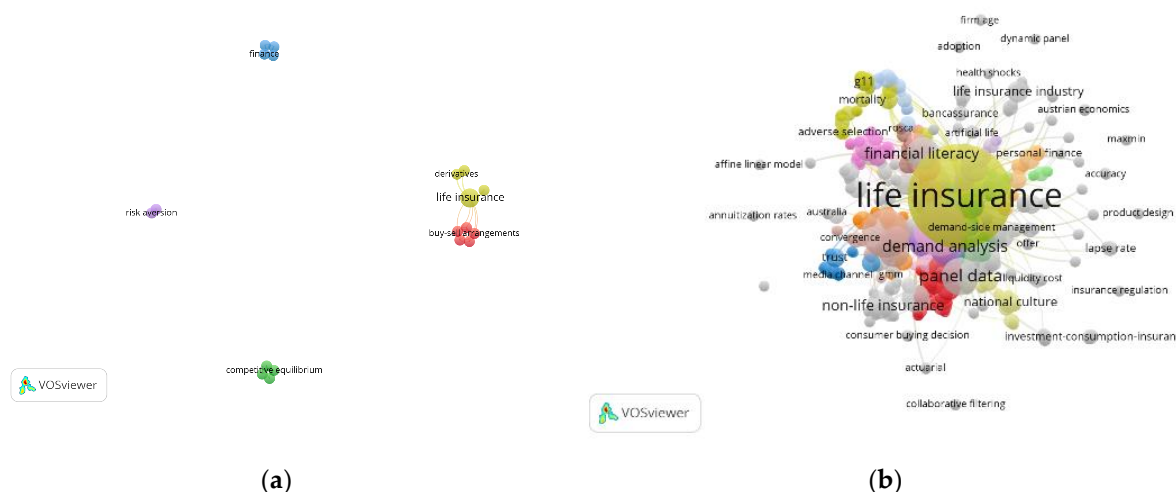 finance
derivatives
life insurance
risk aversion
buy-sell arrangements
competitive equilibrium
VOSviewer
(a)
firm age
dynamic panel
adoption
health shocks
g11
life insurance industry
mortality
bancassurance
austrian economics
adverse selection
rosca
artificial life
maxmin
financial literacy
personal finance
affine linear model
accuracy
life insurance
annuitization rates
australia
product design
demand-side management
convergence
demand analysis
offer
lapse rate
trust
media channel
gmm
panel data
liquidity cost
insurance regulation
non-life insurance
national culture
consumer buying decision
investment-consumption-insuran
actuarial
collaborative filtering
VOSviewer
(b)